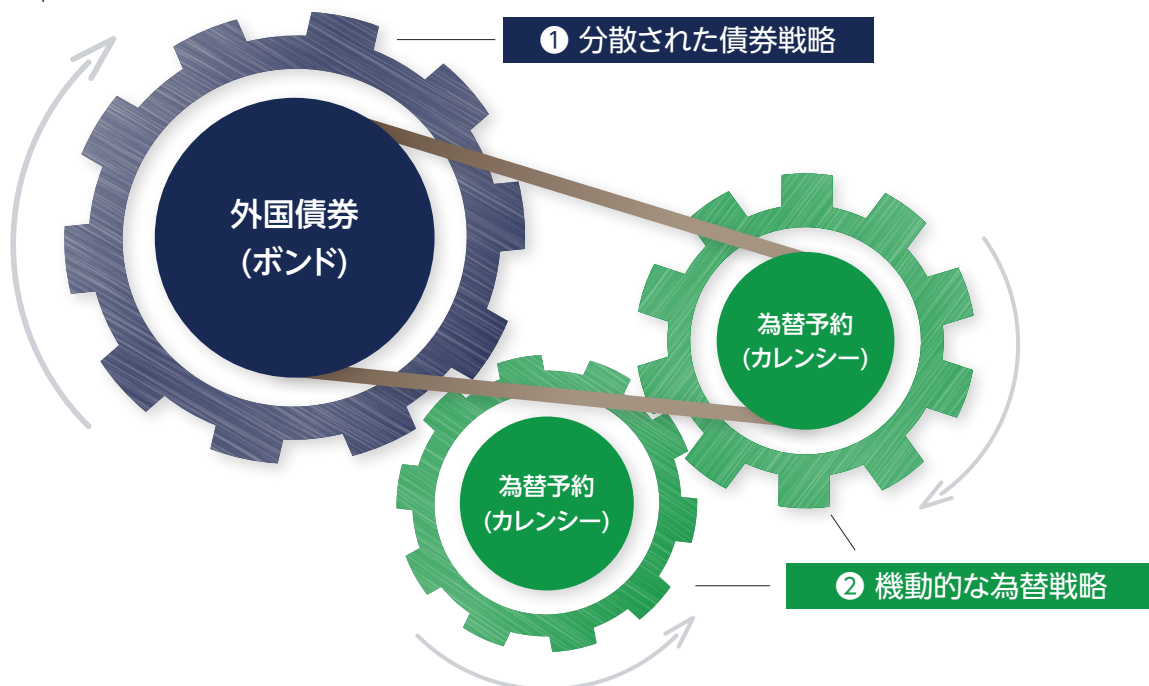 ❶ 分散された債券戦略
外国債券
(ボンド)
為替予約
(カレンシー)
為替予約
(カレンシー)
❷ 機動的な為替戦略